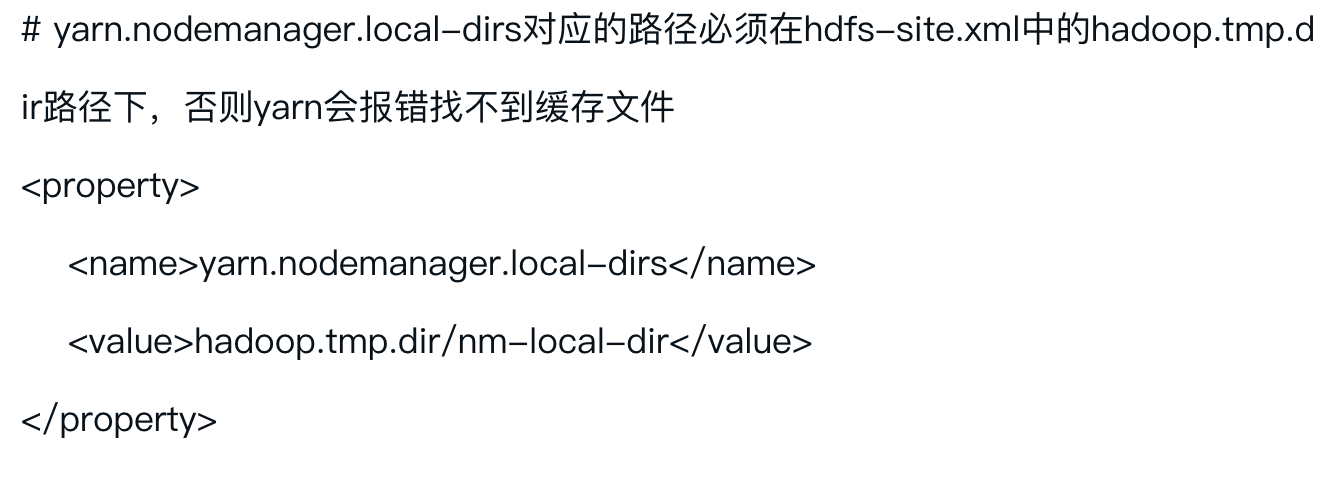 # yarn.nodemanager.local-dirs对应的路径必须在hdfs-site.xml中的hadoop.tmp.d
ir路径下，否则yarn会报错找不到缓存文件
<property>
    <name>yarn.nodemanager.local-dirs</name>
    <value>hadoop.tmp.dir/nm-local-dir</value>
</property>